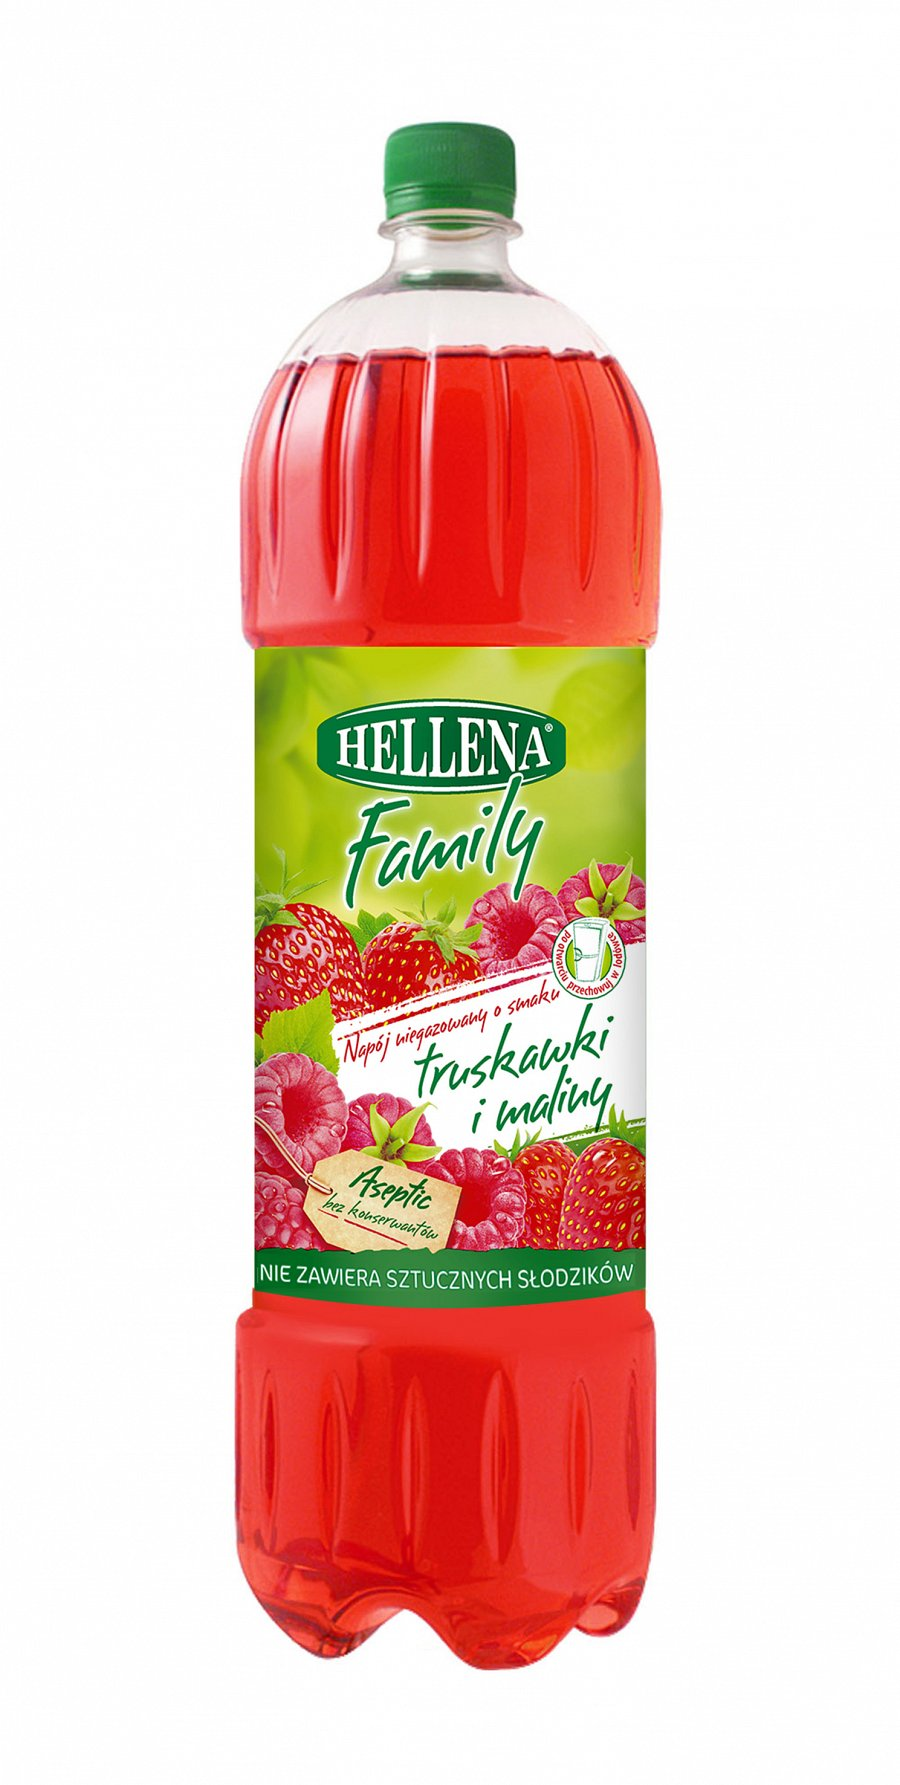 HELLENA®
Family
po otwarciu przechowuj w lodówce
Napój niegazowany o smaku
truskawki
i maliny
Aseptic
bez konserwantów
NIE ZAWIERA SZTUCZNYCH SŁODZIKÓW